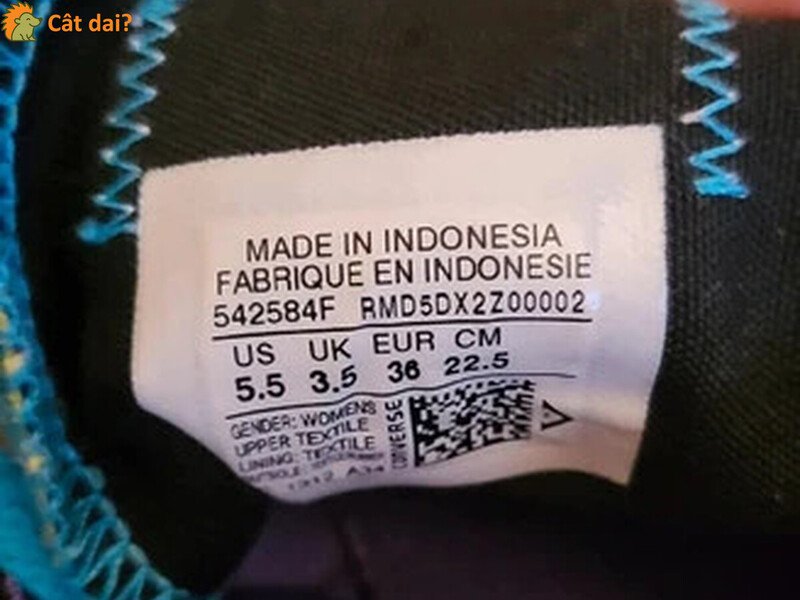 Cât dai?
MADE IN INDONESIA
FABRIQUE EN INDONESIE
542584F RMD5DX2Z00002
US UK EUR CM
5.5 3.5 36 22.5
GENDER: WOMENS
UPPER TEXTILE
LINING: TEXTILE
CONVERSE
V